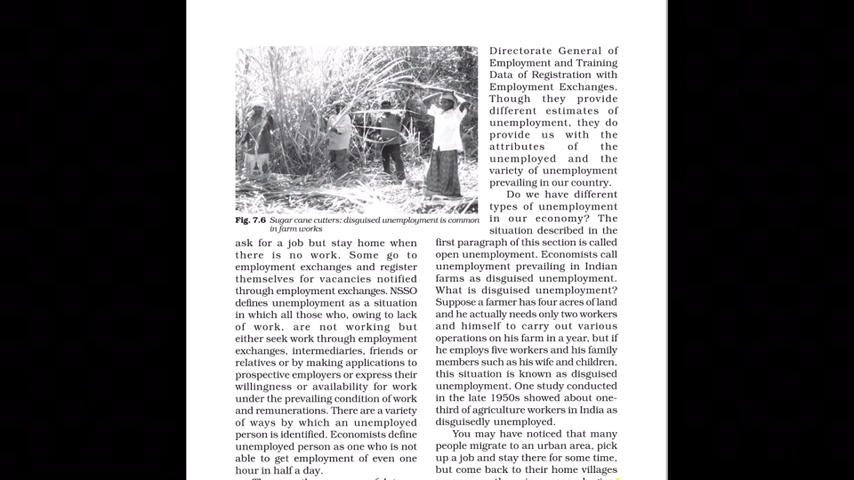 Fig. 7.6 Sugar cane cutters: disguised unemployment is common
in farm works
ask for a job but stay home when
there is no work. Some go to
employment exchanges and register
themselves for vacancies notified
through employment exchanges. NSSO
defines unemployment as a situation
in which all those who, owing to lack
of work, are not working but
either seek work through employment
exchanges, intermediaries, friends or
relatives or by making applications to
prospective employers or express their
willingness or availability for work
under the prevailing condition of work
and remunerations. There are a variety
of ways by which an unemployed
person is identified. Economists define
unemployed person as one who is not
able to get employment of even one
hour in half a day.
Directorate General of
Employment and Training
Data of Registration with
Employment Exchanges.
Though they provide
different estimates of
unemployment, they do
provide us with the
attributes of the
unemployed and the
variety of unemployment
prevailing in our country.
Do we have different
types of unemployment
in our economy? The
situation described in the
first paragraph of this section is called
open unemployment. Economists call
unemployment prevailing in Indian
farms as disguised unemployment.
What is disguised unemployment?
Suppose a farmer has four acres of land
and he actually needs only two workers
and himself to carry out various
operations on his farm in a year, but if
he employs five workers and his family
members such as his wife and children,
this situation is known as disguised
unemployment. One study conducted
in the late 1950s showed about one-
third of agriculture workers in India as
disguisedly unemployed.
You may have noticed that many
people migrate to an urban area, pick
up a job and stay there for some time,
but come back to their home villages